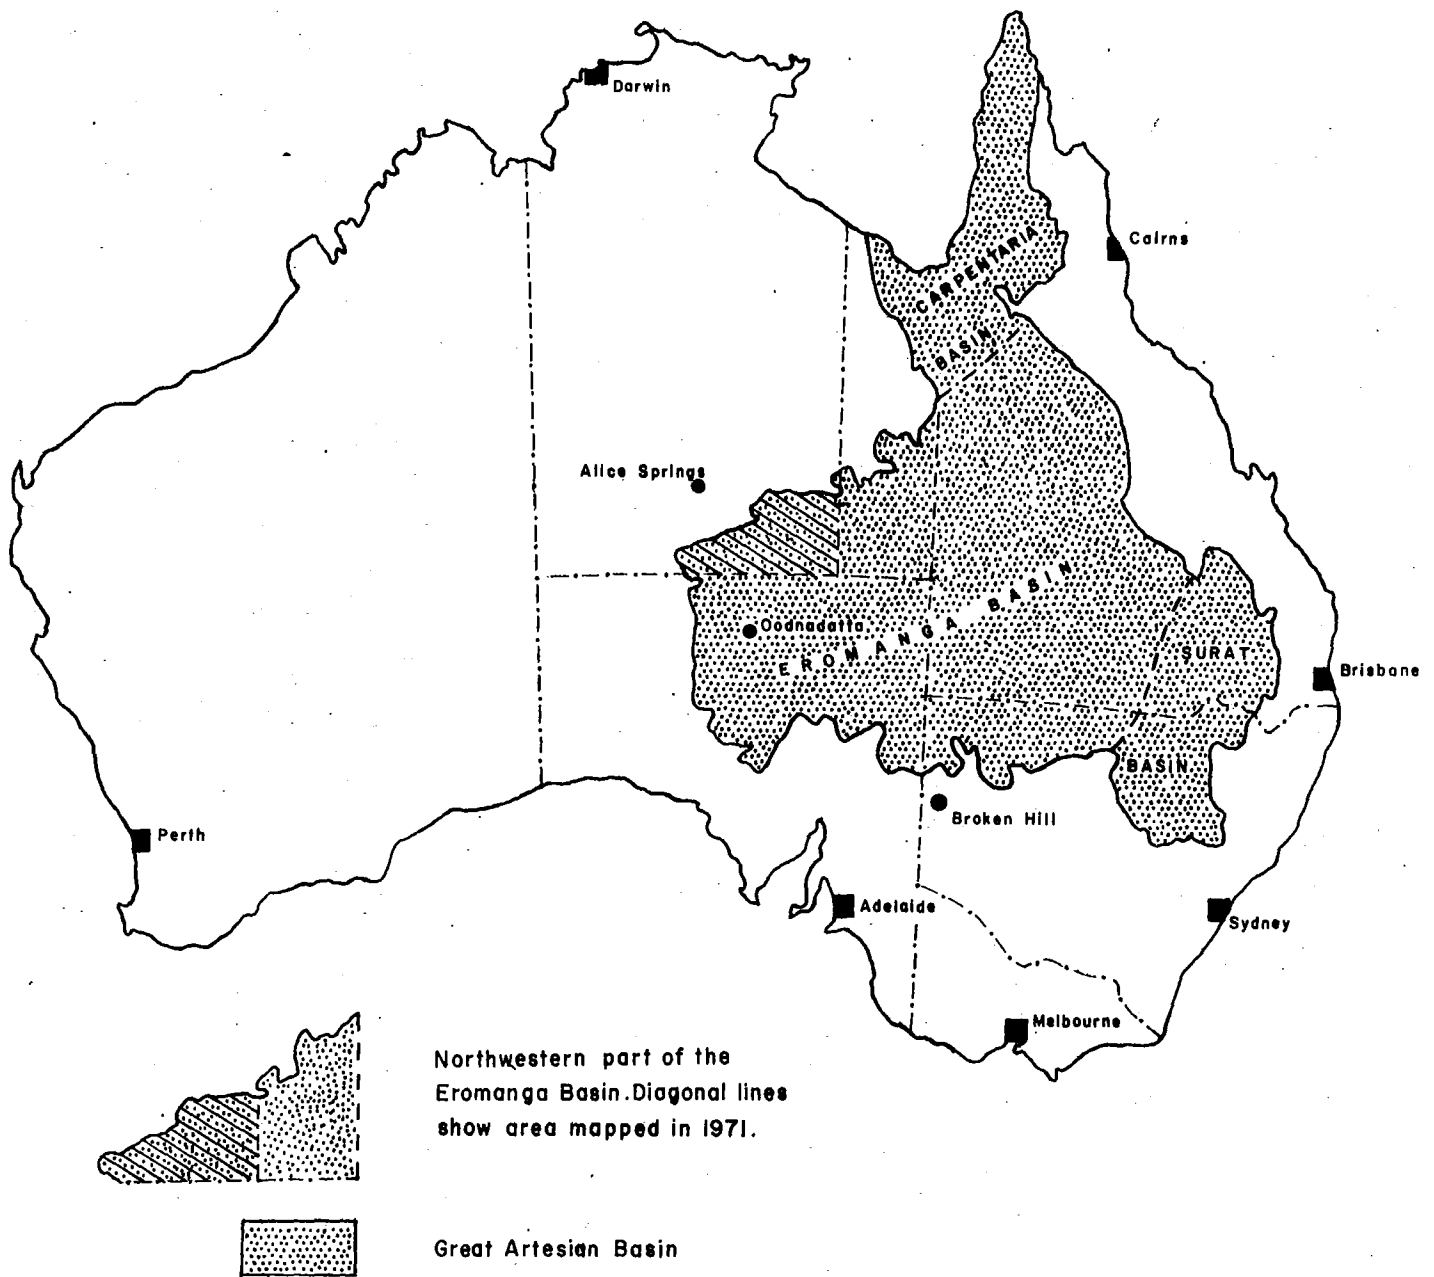 Darwin
Cairns
CARPENTARIA
BASIN
Alice Springs
EROMANGA BASIN
Oodnadatta
SURAT
BASIN
Brisbane
Broken Hill
Perth
Adelaide
Sydney
Melbourne
Northwestern part of the
Eromanga Basin. Diagonal lines
show area mapped in 1971.
Great Artesian Basin